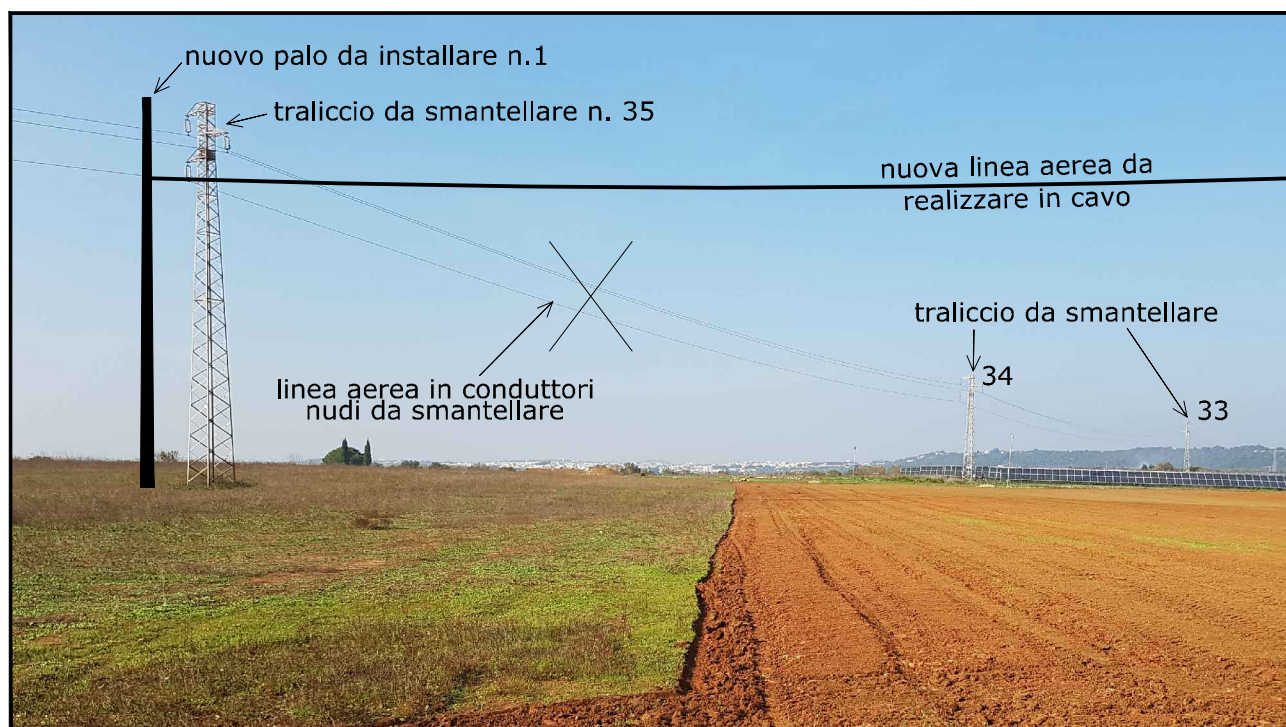 nuovo palo da installare n.1
traliccio da smantellare n. 35
nuova linea aerea da
realizzare in cavo
traliccio da smantellare
34
33
linea aerea in conduttori
nudi da smantellare